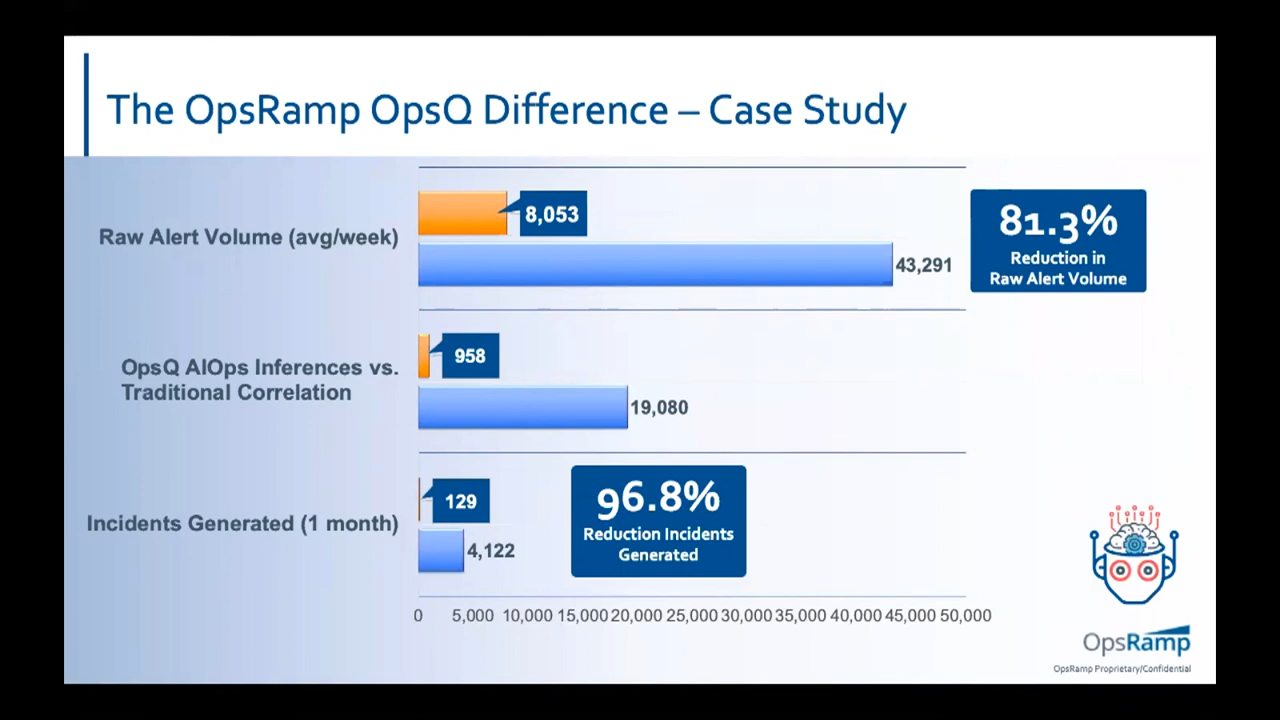 The OpsRamp OpsQ Difference – Case Study
Raw Alert Volume (avg/week)
8,053
43,291
81.3%
Reduction in
Raw Alert Volume
OpsQ AIOps Inferences vs.
Traditional Correlation
958
19,080
Incidents Generated (1 month)
129
4,122
96.8%
Reduction Incidents
Generated
0 5,000 10,000 15,000 20,000 25,000 30,000 35,000 40,000 45,000 50,000
OpsRamp
OpsRamp Proprietary/Confidential